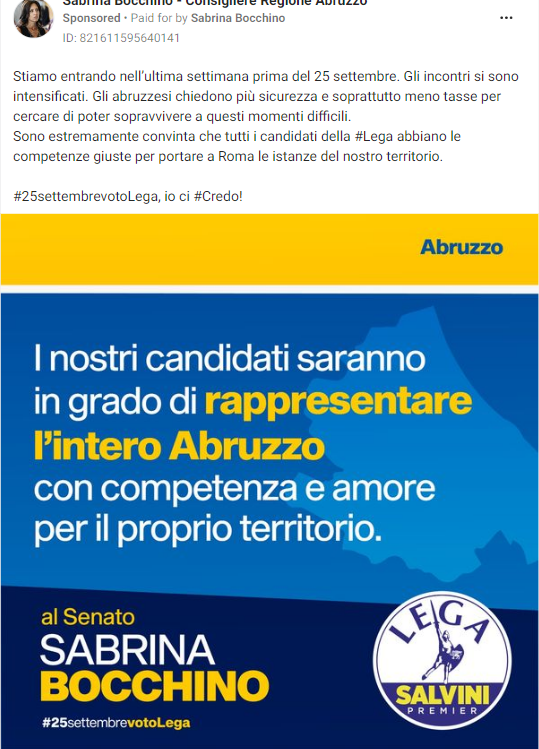 Sabrina Bocchino - Consigliere Regione Abruzzo
Sponsored • Paid for by Sabrina Bocchino
ID: 821611595640141
Stiamo entrando nell'ultima settimana prima del 25 settembre. Gli incontri si sono
intensificati. Gli abruzzesi chiedono più sicurezza e soprattutto meno tasse per
cercare di poter sopravvivere a questi momenti difficili.
Sono estremamente convinta che tutti i candidati della #Lega abbiano le
competenze giuste per portare a Roma le istanze del nostro territorio.
#25settembrevotoLega, io ci #Credo!
Abruzzo
I nostri candidati saranno
in grado di rappresentare
l'intero Abruzzo
con competenza e amore
per il proprio territorio.
al Senato
SABRINA
BOCCHINO
#25settembrevotoLega
LEGA
SALVINI
PREMIER